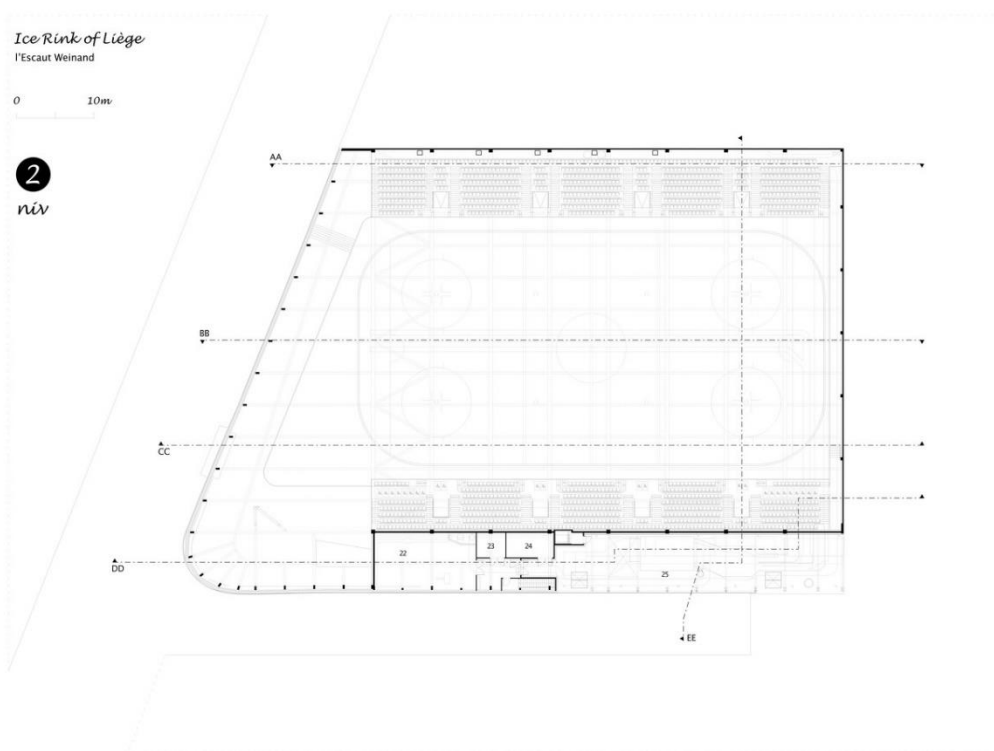 Ice Rink of Liège
l'Escaut Weinand
0 10m
2
niv
AA
BB
CC
22
23
24
25
DD
EE